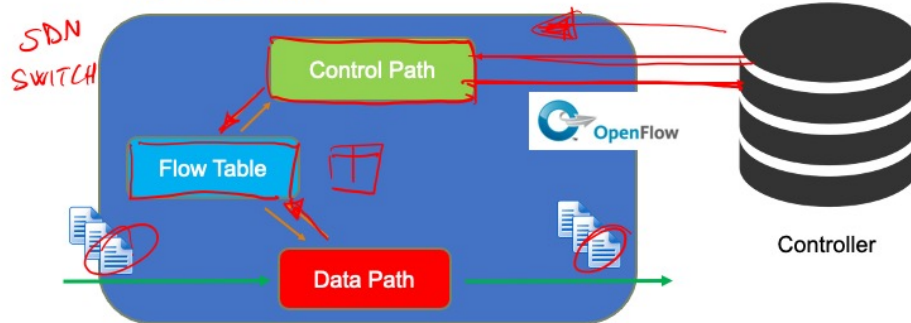 SDN
SWITCH
Control Path
OpenFlow
Flow Table
Data Path
Controller